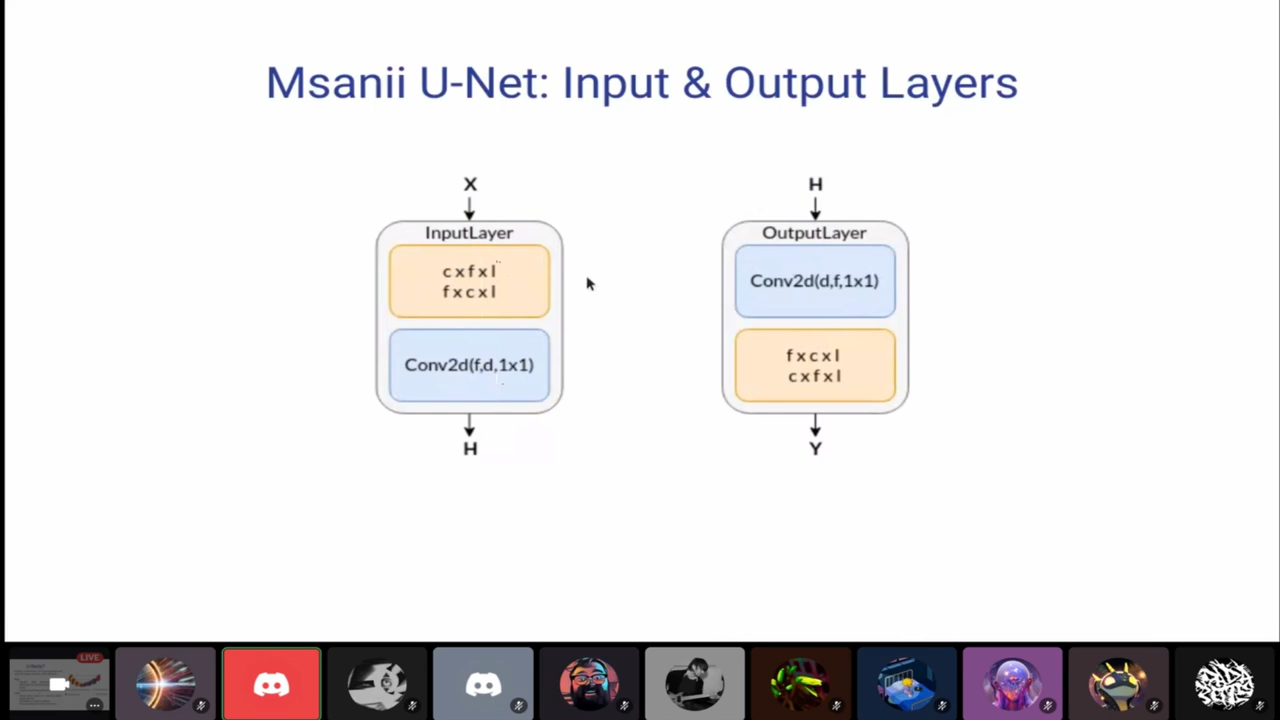 Msanii U-Net: Input & Output Layers
X
InputLayer
c x f x l
f x c x l
Conv2d(f,d,1x1)
H
H
OutputLayer
Conv2d(d,f,1x1)
f x c x l
c x f x l
Y
LIVE